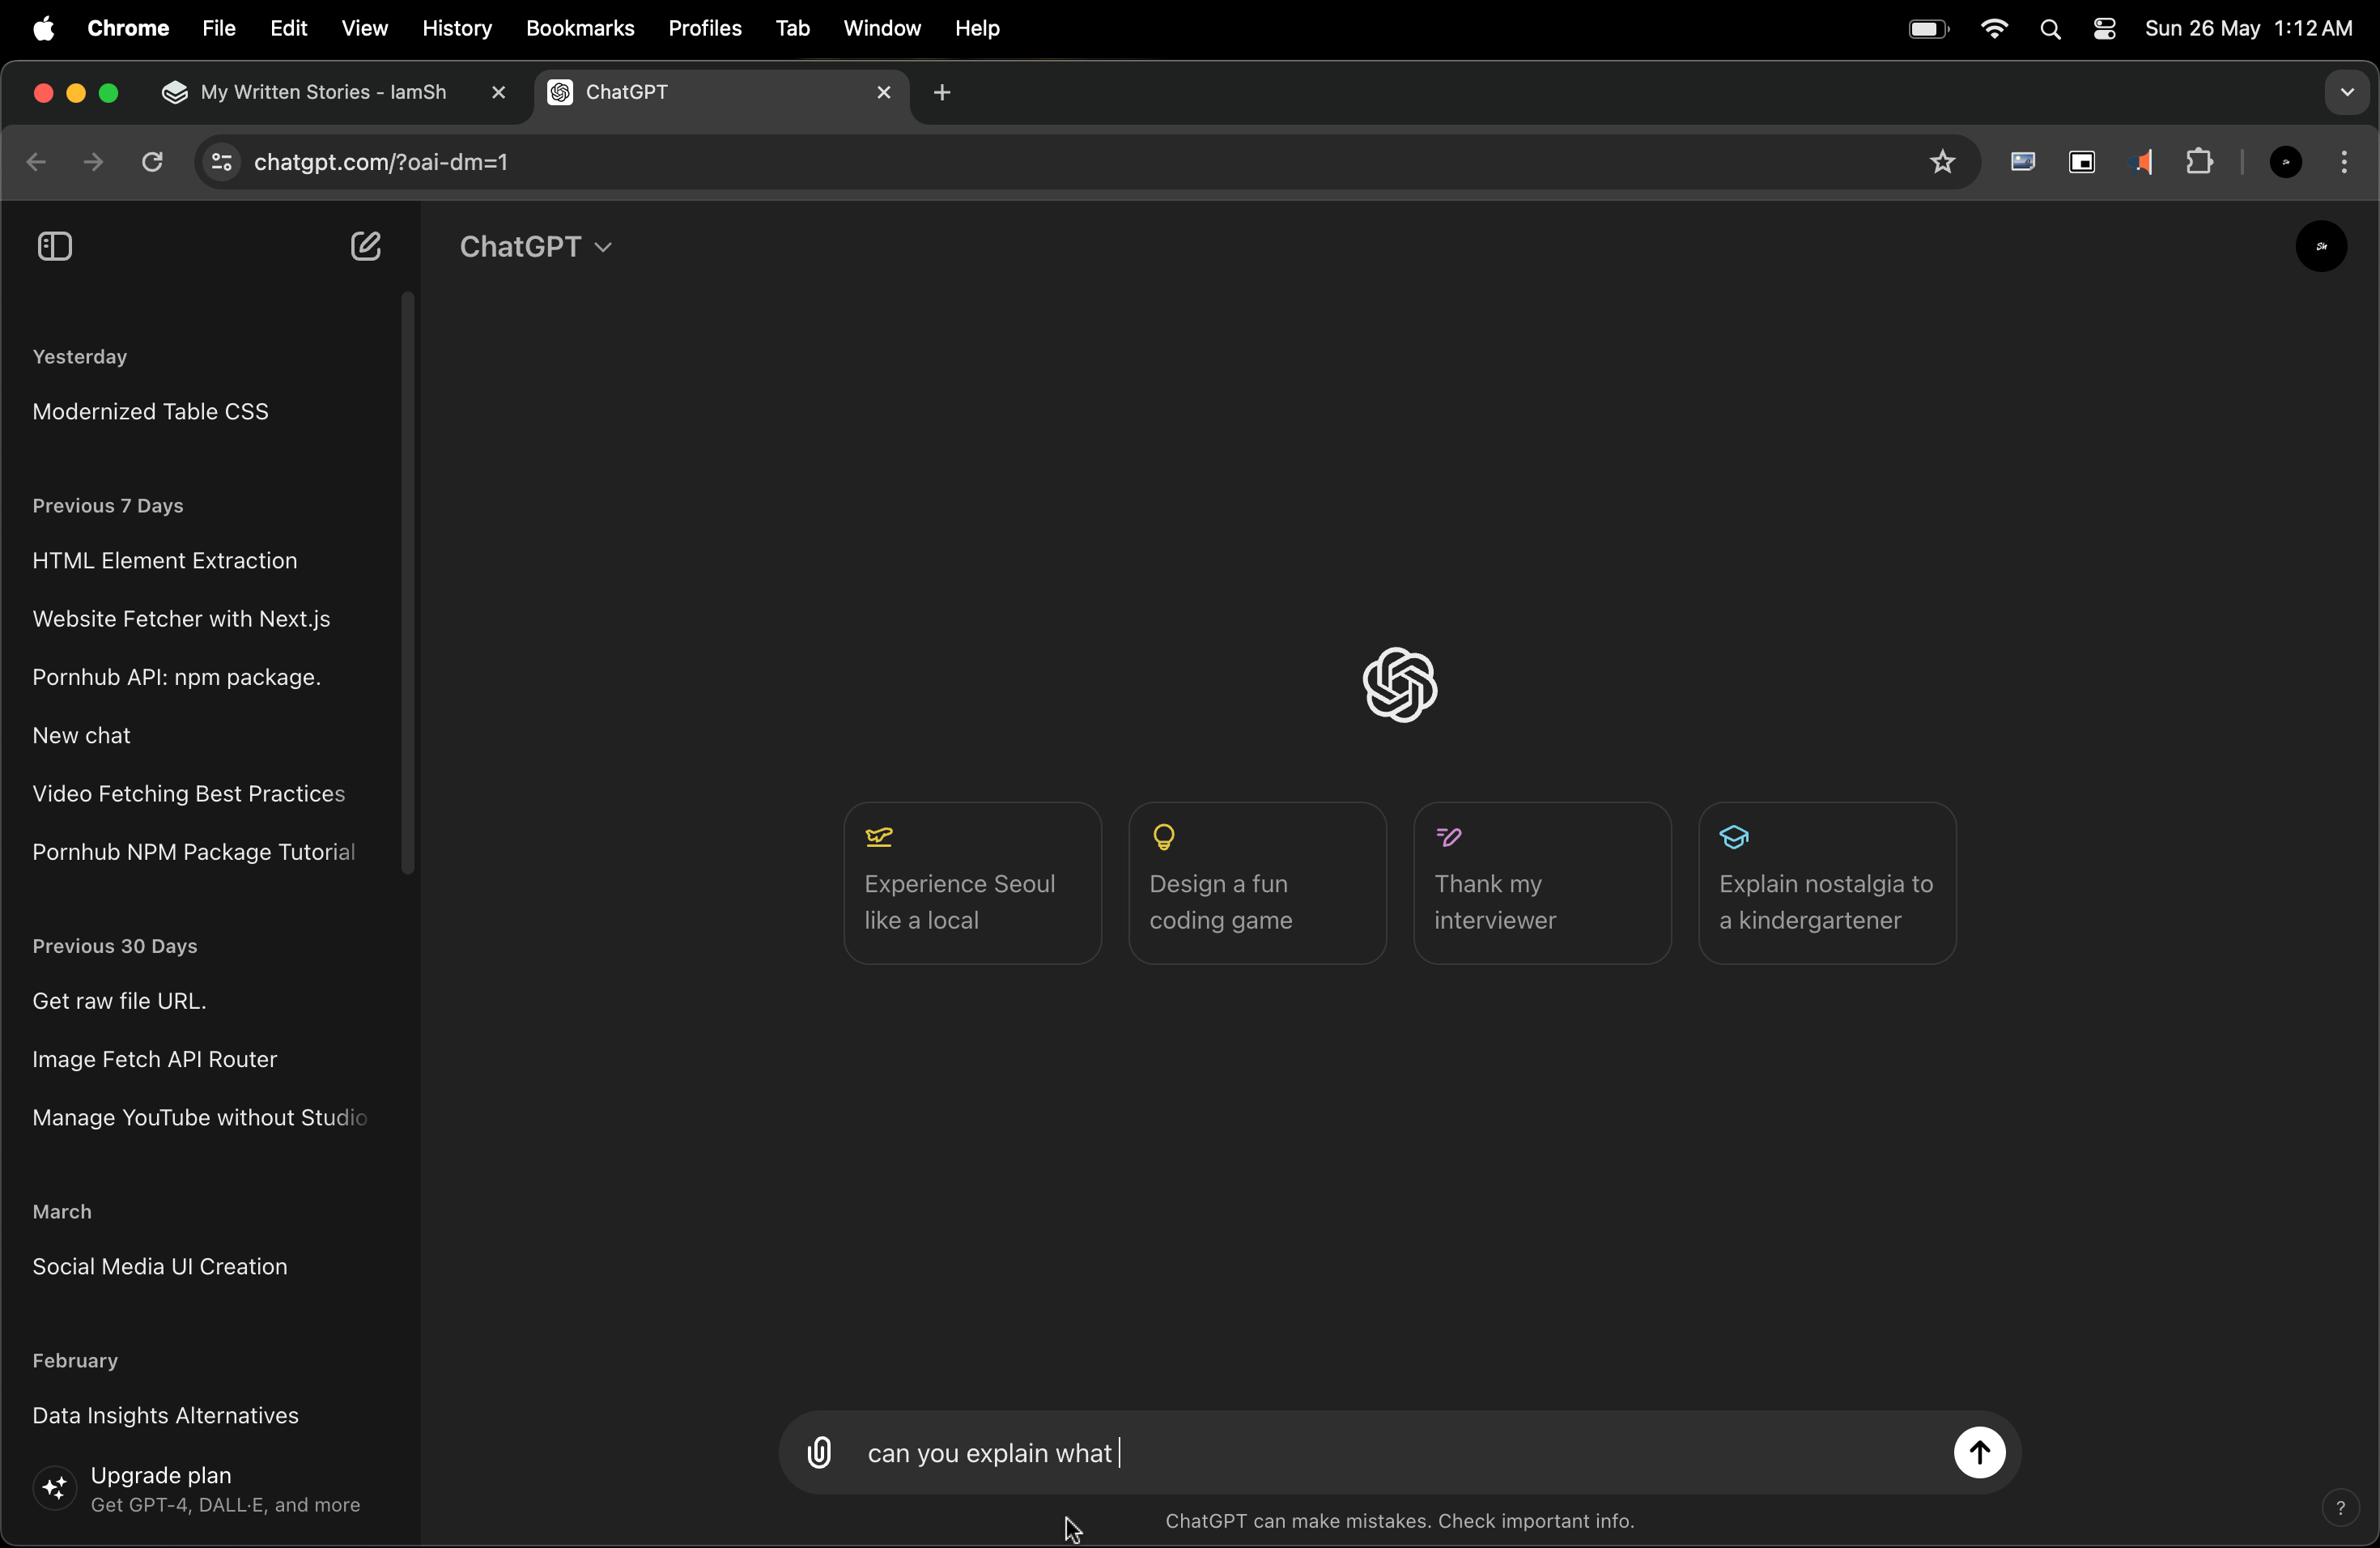 Chrome File Edit View History Bookmarks Profiles Tab Window Help Sun 26 May 1:12 AM
My Written Stories - IamSh ChatGPT
chatgpt.com/?oai-dm=1
ChatGPT
Sh
Yesterday
Modernized Table CSS
Previous 7 Days
HTML Element Extraction
Website Fetcher with Next.js
Pornhub API: npm package.
New chat
Video Fetching Best Practices
Pornhub NPM Package Tutorial
Previous 30 Days
Get raw file URL.
Image Fetch API Router
Manage YouTube without Studio
March
Social Media UI Creation
February
Data Insights Alternatives
Upgrade plan
Get GPT-4, DALL·E, and more
Experience Seoul
like a local
Design a fun
coding game
Thank my
interviewer
Explain nostalgia to
a kindergartener
can you explain what
ChatGPT can make mistakes. Check important info.
?